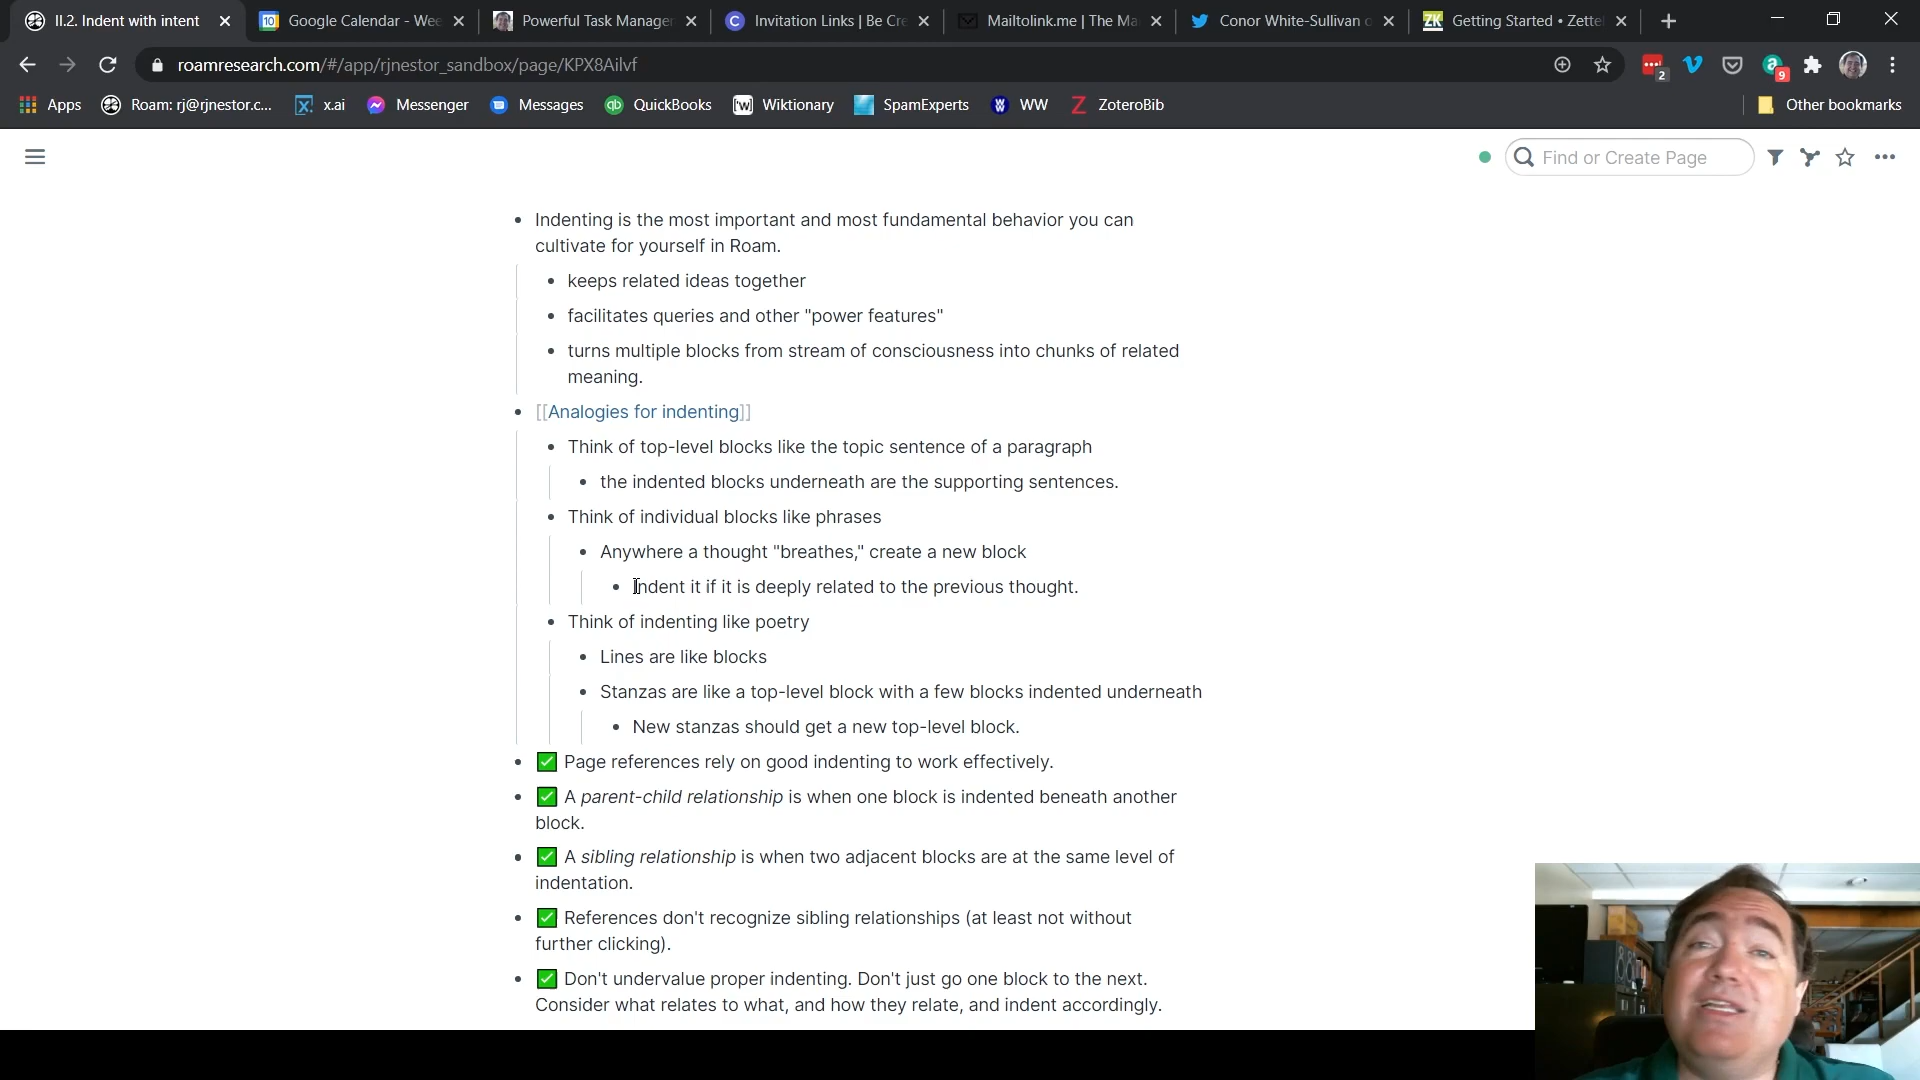 II.2. Indent with intent
10
Google Calendar - Wee
Powerful Task Manager
C
Invitation Links | Be Cre
Mailtolink.me | The Ma
Conor White-Sullivan o
ZK
Getting Started • Zette
roamresearch.com/#/app/rjnestor_sandbox/page/KPX8Ailvf
2
9
Apps
Roam: rj@rjnestor.c...
x.ai
Messenger
Messages
QuickBooks
Wiktionary
SpamExperts
WW
ZoteroBib
Other bookmarks
Find or Create Page
Indenting is the most important and most fundamental behavior you can
cultivate for yourself in Roam.
keeps related ideas together
facilitates queries and other "power features"
turns multiple blocks from stream of consciousness into chunks of related
meaning.
[[Analogies for indenting]]
Think of top-level blocks like the topic sentence of a paragraph
the indented blocks underneath are the supporting sentences.
Think of individual blocks like phrases
Anywhere a thought "breathes," create a new block
Indent it if it is deeply related to the previous thought.
Think of indenting like poetry
Lines are like blocks
Stanzas are like a top-level block with a few blocks indented underneath
New stanzas should get a new top-level block.
✅ Page references rely on good indenting to work effectively.
✅ A parent-child relationship is when one block is indented beneath another
block.
✅ A sibling relationship is when two adjacent blocks are at the same level of
indentation.
✅ References don't recognize sibling relationships (at least not without
further clicking).
✅ Don't undervalue proper indenting. Don't just go one block to the next.
Consider what relates to what, and how they relate, and indent accordingly.